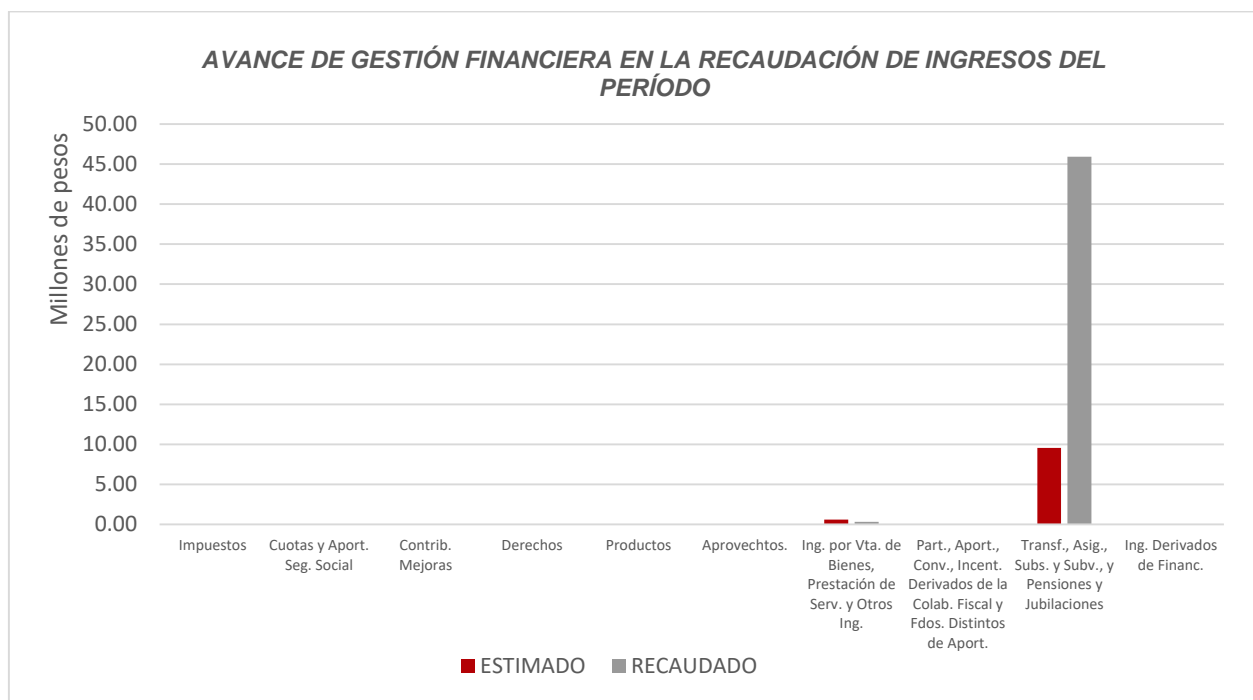 AVANCE DE GESTIÓN FINANCIERA EN LA RECAUDACIÓN DE INGRESOS DEL
PERÍODO
Millones de pesos
50.00
45.00
40.00
35.00
30.00
25.00
20.00
15.00
10.00
5.00
0.00
Impuestos
Cuotas y Aport.
Seg. Social
Contrib.
Mejoras
Derechos
Productos
Aprovechtos.
Ing. por Vta. de
Bienes,
Prestación de
Serv. y Otros
Ing.
Part., Aport.,
Conv., Incent.
Derivados de la
Colab. Fiscal y
Fdos. Distintos
de Aport.
Transf., Asig.,
Subs. y Subv., y
Pensiones y
Jubilaciones
Ing. Derivados
de Financ.
ESTIMADO
RECAUDADO